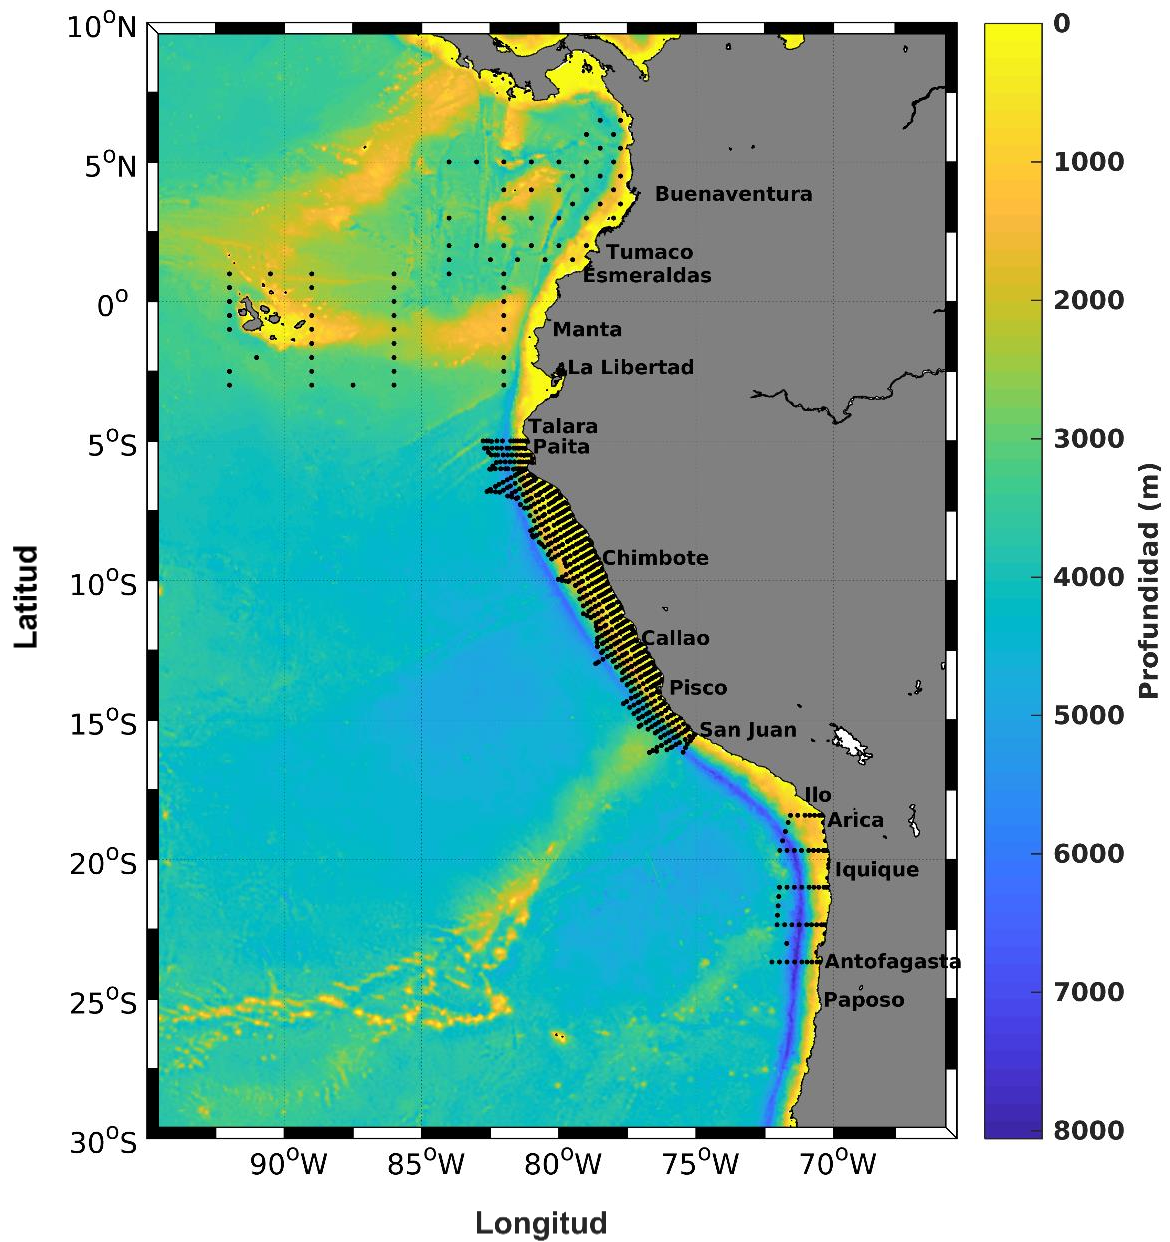 10°N
5°N
0°
5°S
10°S
15°S
20°S
25°S
30°S
Latitud
90°W
85°W
80°W
75°W
70°W
Longitud
Buenaventura
Tumaco
Esmeraldas
Manta
La Libertad
Talara
Paita
Chimbote
Callao
Pisco
San Juan
Ilo
Arica
Iquique
Antofagasta
Paposo
0
1000
2000
3000
4000
5000
6000
7000
8000
Profundidad (m)